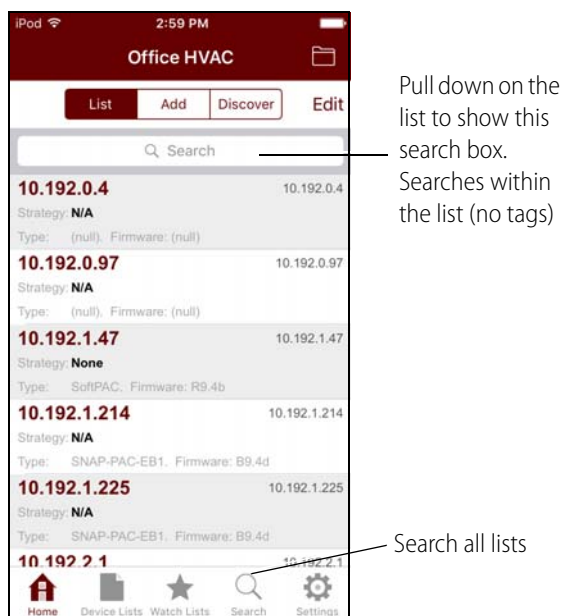 iPod 2:59 PM
Office HVAC
List Add Discover Edit
Search
10.192.0.4 10.192.0.4
Strategy: N/A
Type: (null). Firmware: (null)
10.192.0.97 10.192.0.97
Strategy: N/A
Type: (null). Firmware: (null)
10.192.1.47 10.192.1.47
Strategy: None
Type: SoftPAC. Firmware: R9.4b
10.192.1.214 10.192.1.214
Strategy: N/A
Type: SNAP-PAC-EB1. Firmware: B9.4d
10.192.1.225 10.192.1.225
Strategy: N/A
Type: SNAP-PAC-EB1. Firmware: B9.4d
10.192.2.1 10.192.2.1
Home Device Lists Watch Lists Search Settings
Pull down on the
list to show this
search box.
Searches within
the list (no tags)
Search all lists